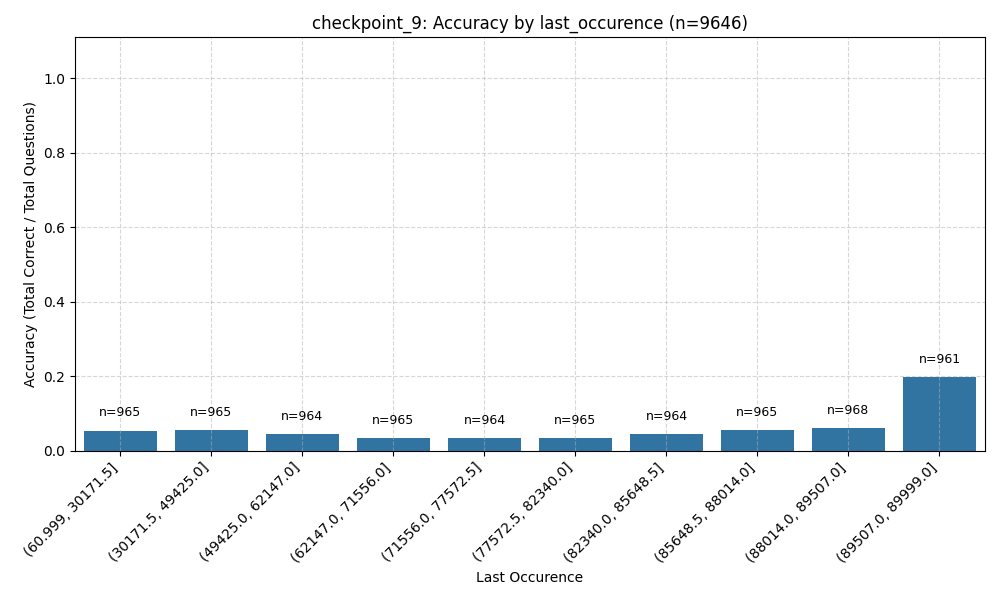 checkpoint_9: Accuracy by last_occurence (n=9646)
Accuracy (Total Correct / Total Questions)
1.0
0.8
0.6
0.4
0.2
0.0
n=965
n=965
n=964
n=965
n=964
n=965
n=964
n=965
n=968
n=961
(60.999, 30171.5]
(30171.5, 49425.0]
(49425.0, 62147.0]
(62147.0, 71556.0]
(71556.0, 77572.5]
(77572.5, 82340.0]
(82340.0, 85648.5]
(85648.5, 88014.0]
(88014.0, 89507.0]
(89507.0, 89999.0]
Last Occurence